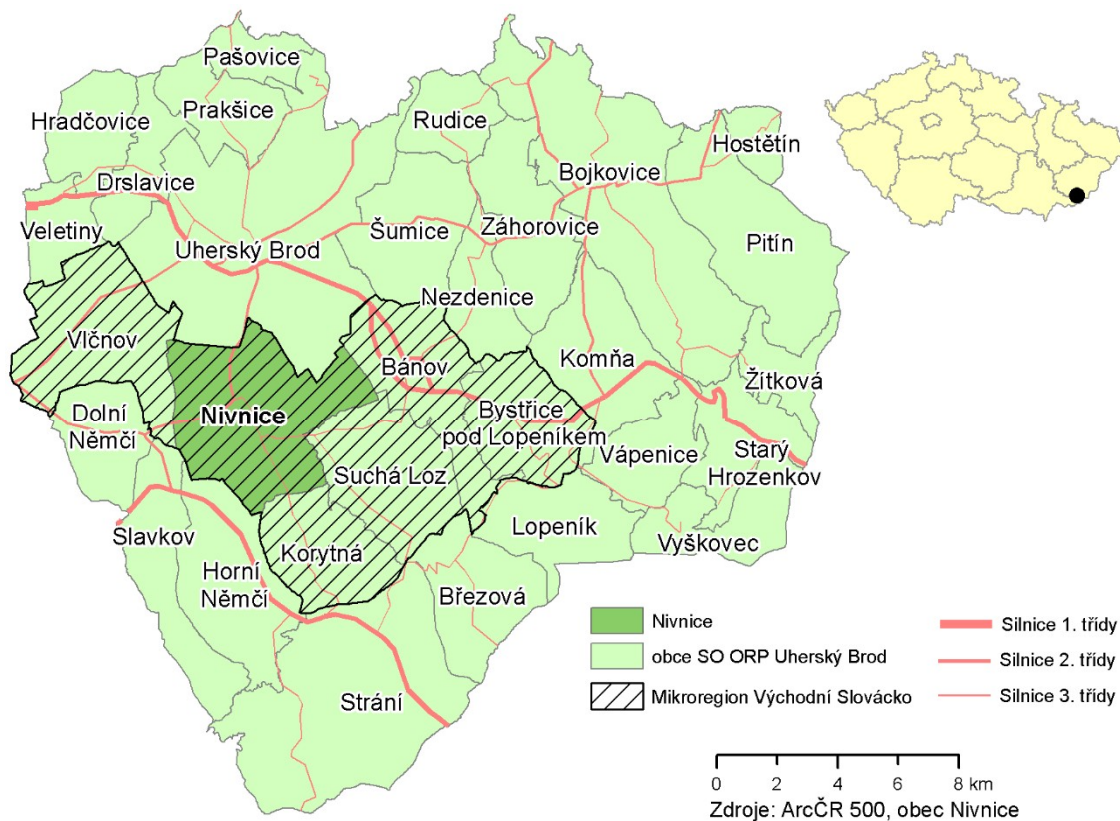 Pašovice
Prakšice
Hradčovice
Rudice
Hostětín
Bojkovice
Drslavice
Veletiny
Uherský Brod
Šumice
Záhorovice
Pitín
Nezdenice
Vlčnov
Bánov
Komňa
Žítková
Dolní
Němčí
Nivnice
Bystřice
pod Lopeníkem
Vápenice
Starý
Hrozenkov
Suchá Loz
Slavkov
Lopeník
Vyškovec
Korytná
Horní
Němčí
Březová
Strání
Nivnice
obce SO ORP Uherský Brod
Mikroregion Východní Slovácko
Silnice 1. třídy
Silnice 2. třídy
Silnice 3. třídy
0 2 4 6 8 km
Zdroje: ArcČR 500, obec Nivnice